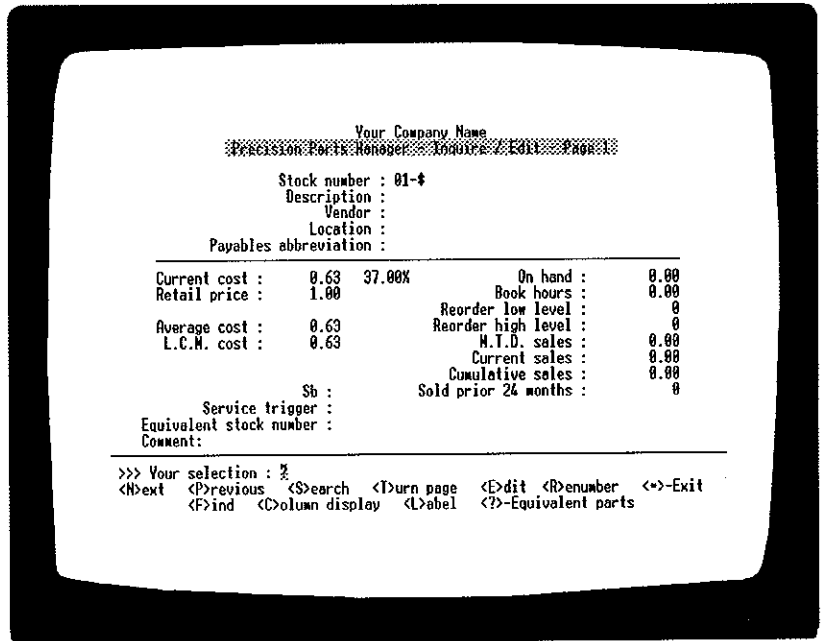 Your Company Name
Precision Parts Manager - Inquire / Edit Page 1
Stock number : 01-$
Description :
Vendor :
Location :
Payables abbreviation :
Current cost : 0.63 37.00% On hand : 0.00
Retail price : 1.00 Book hours : 0.00
Reorder low level : 0
Average cost : 0.63 Reorder high level : 0
L.C.M. cost : 0.63 M.T.D. sales : 0.00
Current sales : 0.00
Cumulative sales : 0.00
Sb : Sold prior 24 months : 0
Service trigger :
Equivalent stock number :
Comment:
>>> Your selection :
<N>ext <P>revious <S>earch <T>urn page <E>dit <R>enumber <*>-Exit
<F>ind <C>olumn display <L>abel <?>-Equivalent parts